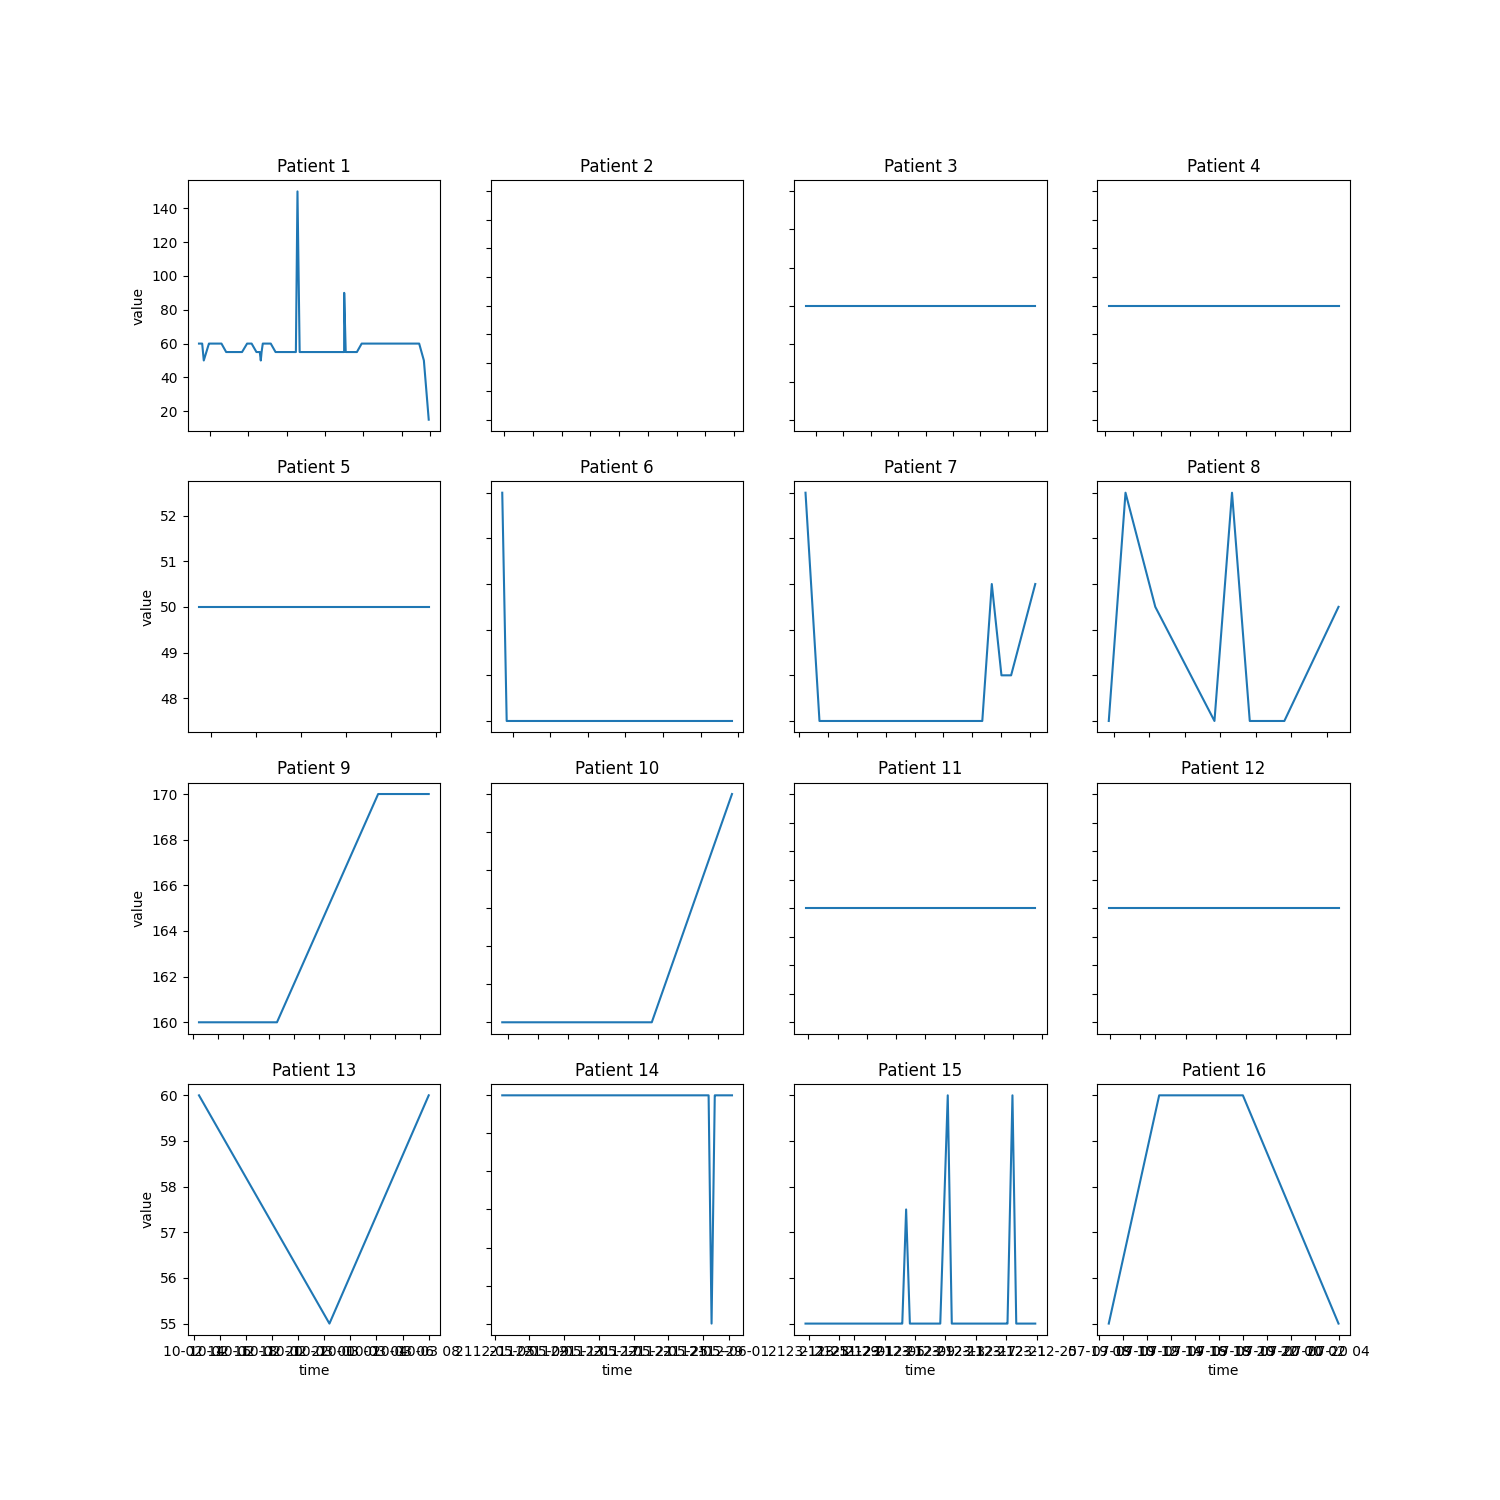 Patient 1 Patient 2 Patient 3 Patient 4
140
120
100
80
60
40
20
value
Patient 5 Patient 6 Patient 7 Patient 8
52
51
50
49
48
value
Patient 9 Patient 10 Patient 11 Patient 12
170
168
166
164
162
160
value
Patient 13 Patient 14 Patient 15 Patient 16
60
59
58
57
56
55
value
time time time time